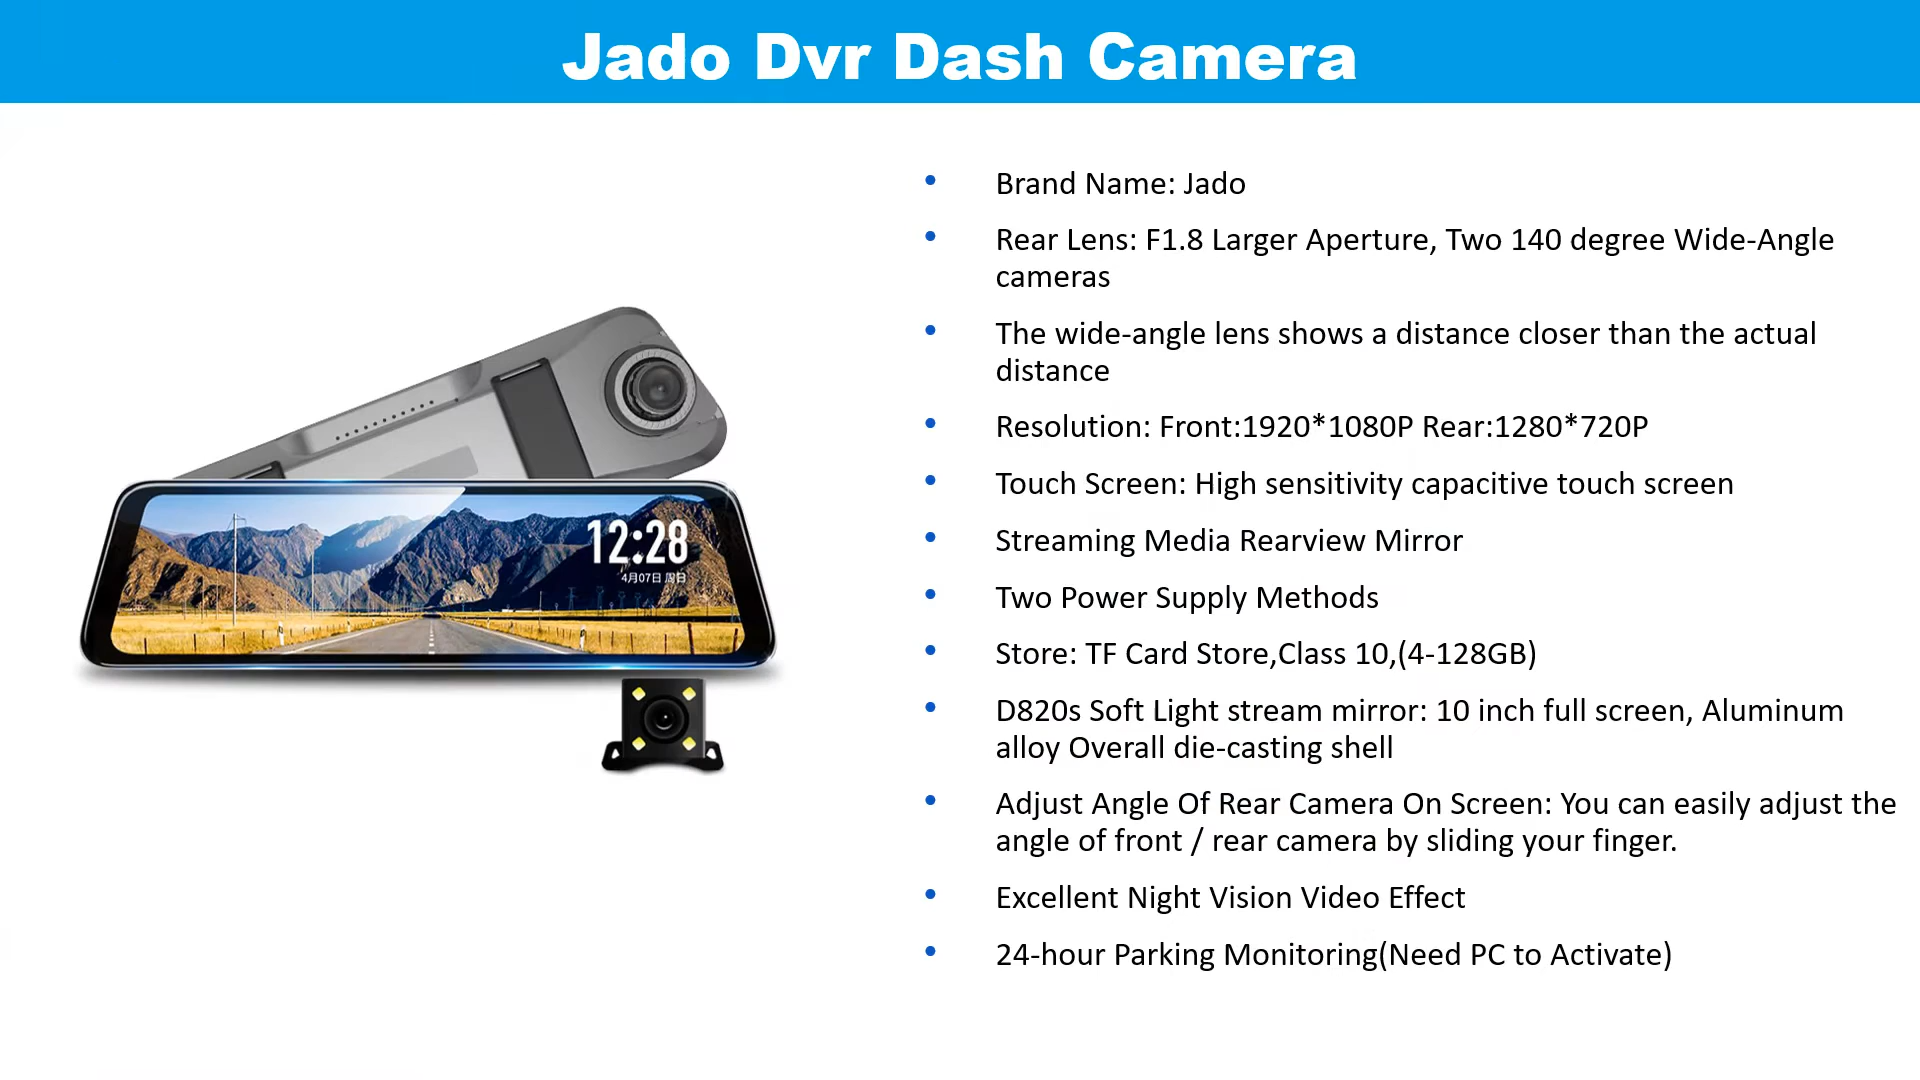 Jado Dvr Dash Camera
12:28
4月07日 周日
• Brand Name: Jado
• Rear Lens: F1.8 Larger Aperture, Two 140 degree Wide-Angle
cameras
• The wide-angle lens shows a distance closer than the actual
distance
• Resolution: Front:1920*1080P Rear:1280*720P
• Touch Screen: High sensitivity capacitive touch screen
• Streaming Media Rearview Mirror
• Two Power Supply Methods
• Store: TF Card Store,Class 10,(4-128GB)
• D820s Soft Light stream mirror: 10 inch full screen, Aluminum
alloy Overall die-casting shell
• Adjust Angle Of Rear Camera On Screen: You can easily adjust the
angle of front / rear camera by sliding your finger.
• Excellent Night Vision Video Effect
• 24-hour Parking Monitoring(Need PC to Activate)